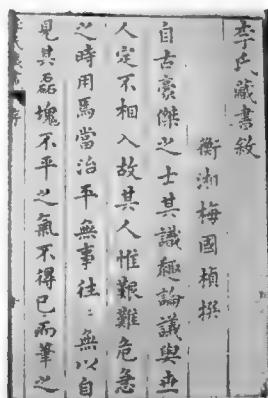 李氏藏書敘
衡湘梅國楨撰
自古豪傑之士其識趣論議與世
人定不相入故其人惟艱難危急
之時用焉當治平無事往〻無以自
見其磊塊不平之氣不得已而筆之